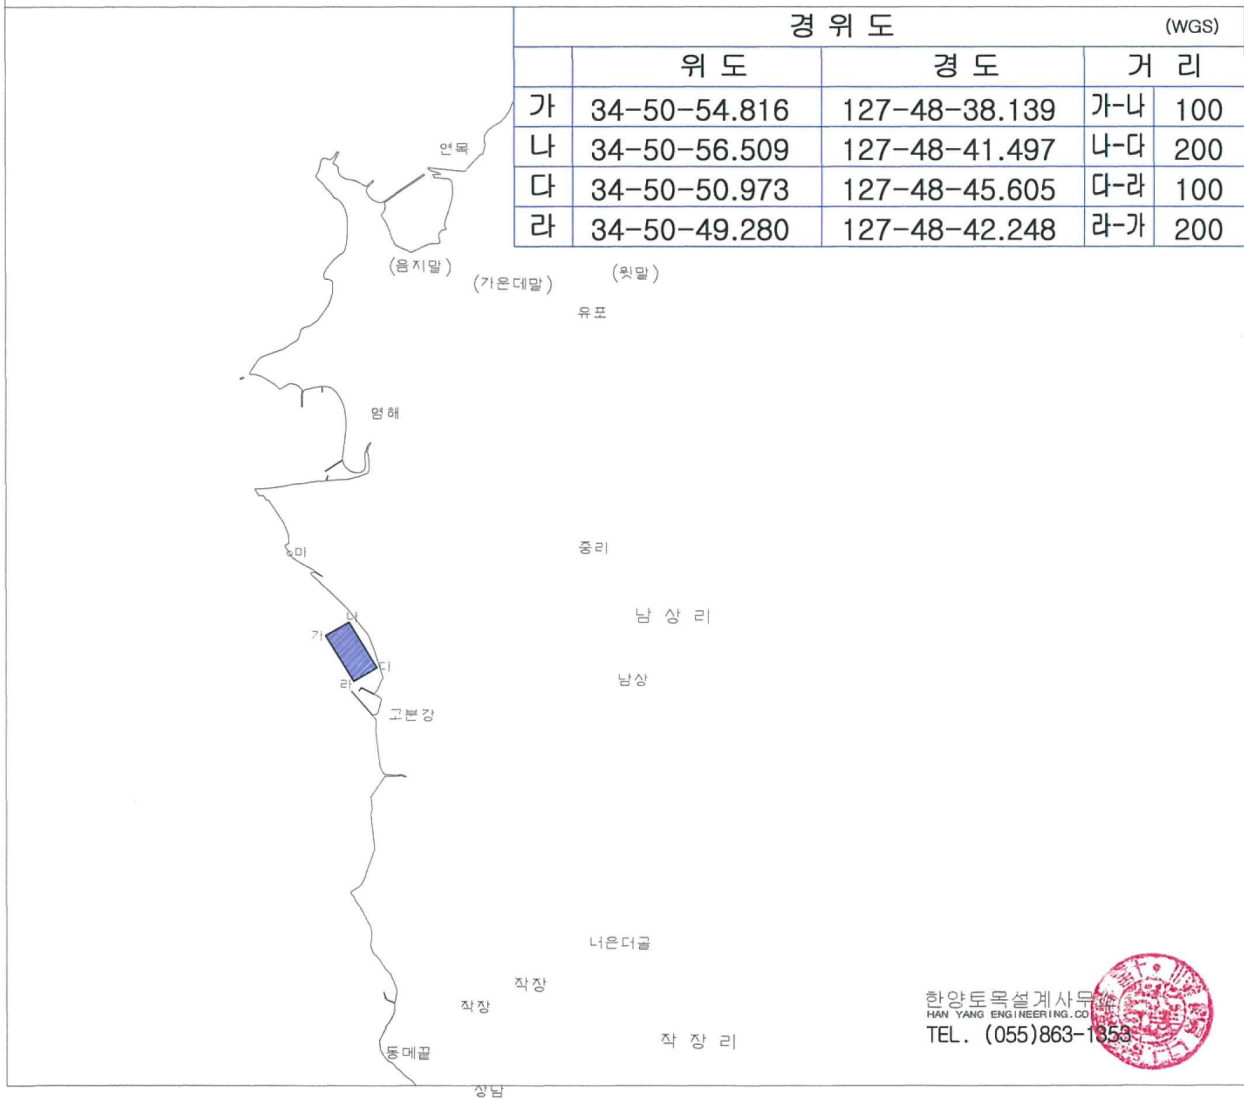 경 위 도 (WGS)
위 도 경 도 거 리
가 34-50-54.816 127-48-38.139 가-나 100
나 34-50-56.509 127-48-41.497 나-다 200
다 34-50-50.973 127-48-45.605 다-라 100
라 34-50-49.280 127-48-42.248 라-가 200
연목
(음지말)
(가운데말)
(윗말)
유포
염해
중리
마
남 상 리
나
가
다
남상
라
고분강
너은더골
작장
작장
작 장 리
동메끝
상남
한양토목설계사무
HAN YANG ENGINEERING.CO
TEL. (055)863-1353